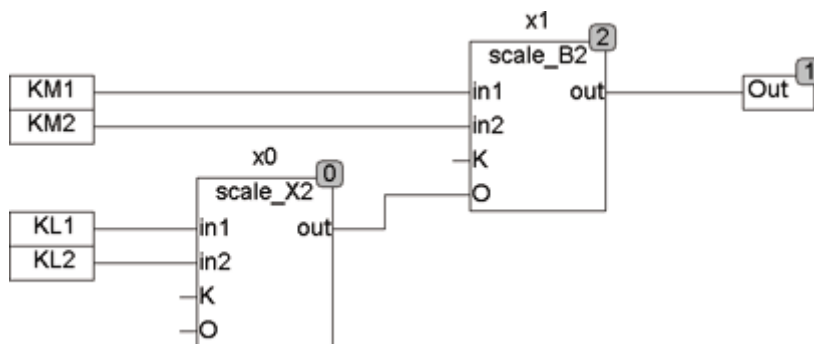 x1
2
scale_B2
KM1
in1
out
Out
1
KM2
in2
x0
K
0
scale_X2
O
KL1
in1
out
KL2
in2
K
O